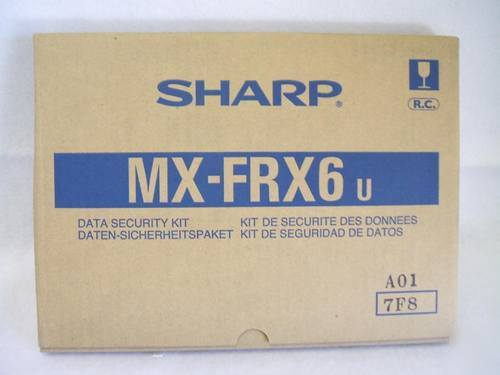 SHARP®
R.C.
MX-FRX6 U
DATA SECURITY KIT KIT DE SECURITE DES DONNEES
DATEN-SICHERHEITSPAKET KIT DE SEGURIDAD DE DATOS
A01
7F8